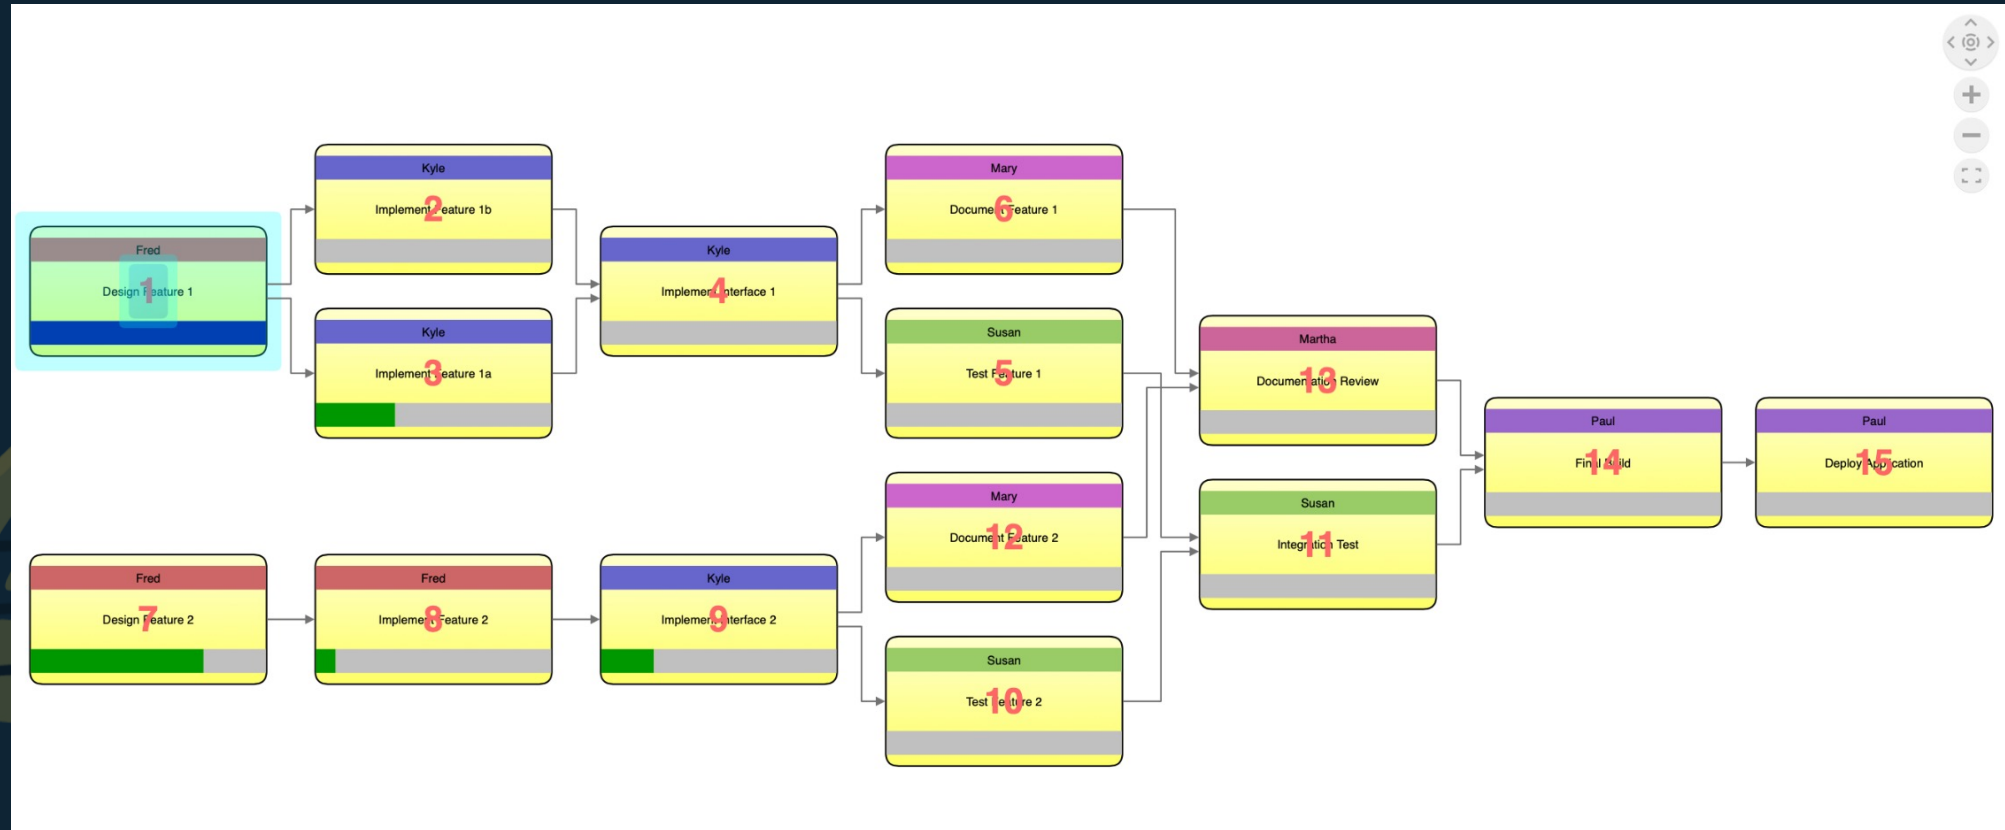 Kyle
Implement Feature 1b
2
Mary
Document Feature 1
6
Fred
Design Feature 1
1
Kyle
Implement Interface 1
4
Kyle
Implement Feature 1a
3
Susan
Test Feature 1
5
Martha
Documentation Review
13
Paul
Final Build
14
Paul
Deploy Application
15
Mary
Document Feature 2
12
Susan
Integration Test
11
Fred
Design Feature 2
7
Fred
Implement Feature 2
8
Kyle
Implement Interface 2
9
Susan
Test Feature 2
10